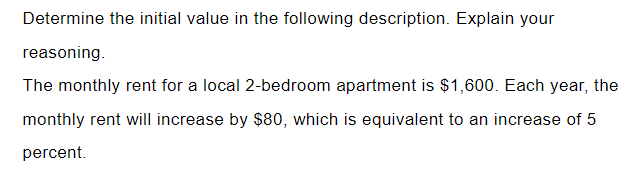 Determine the initial value in the following description. Explain your
reasoning.
The monthly rent for a local 2-bedroom apartment is $1,600. Each year, the
monthly rent will increase by $80, which is equivalent to an increase of 5
percent.